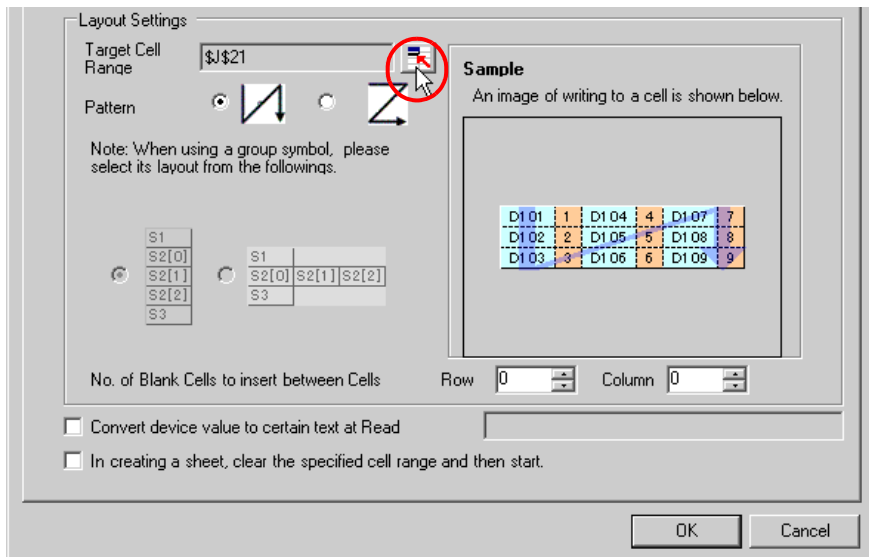 Layout Settings
Target Cell
Range
$J$21
Pattern
Note: When using a group symbol, please
select its layout from the followings.
S1
S2[0]
S2[1]
S2[2]
S3
S1
S2[0] S2[1] S2[2]
S3
Sample
An image of writing to a cell is shown below.
D101 1 D104 4 D107 7
D102 2 D105 5 D108 8
D103 3 D106 6 D109 9
No. of Blank Cells to insert between Cells Row 0 Column 0
Convert device value to certain text at Read
In creating a sheet, clear the specified cell range and then start.
OK Cancel